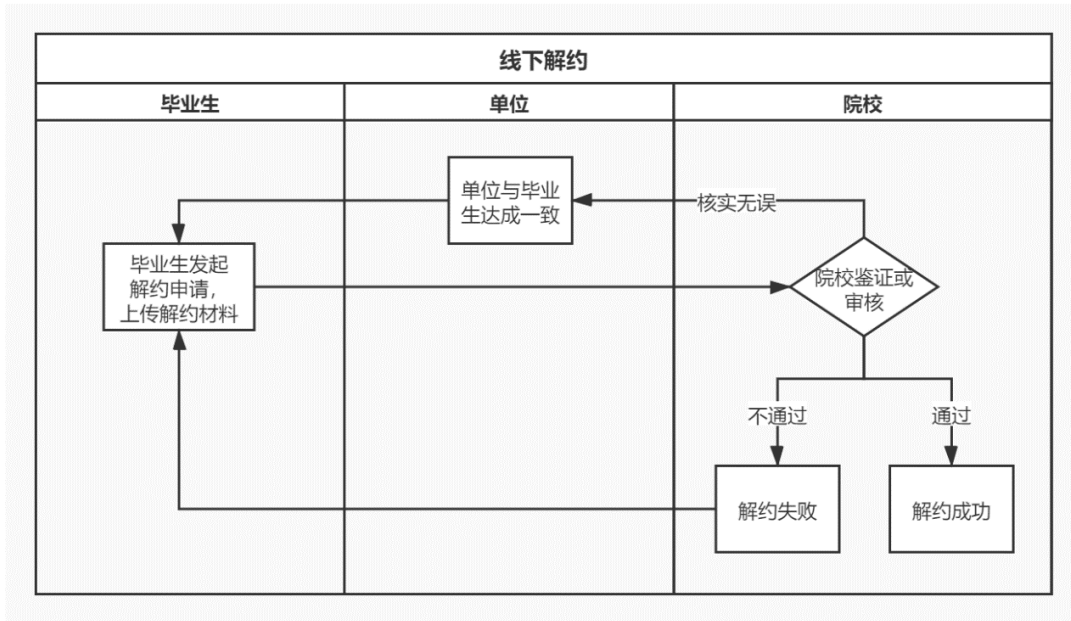 线下解约
毕业生
单位
院校
单位与毕业
生达成一致
核实无误
毕业生发起
解约申请，
上传解约材料
院校鉴证或
审核
不通过
通过
解约失败
解约成功